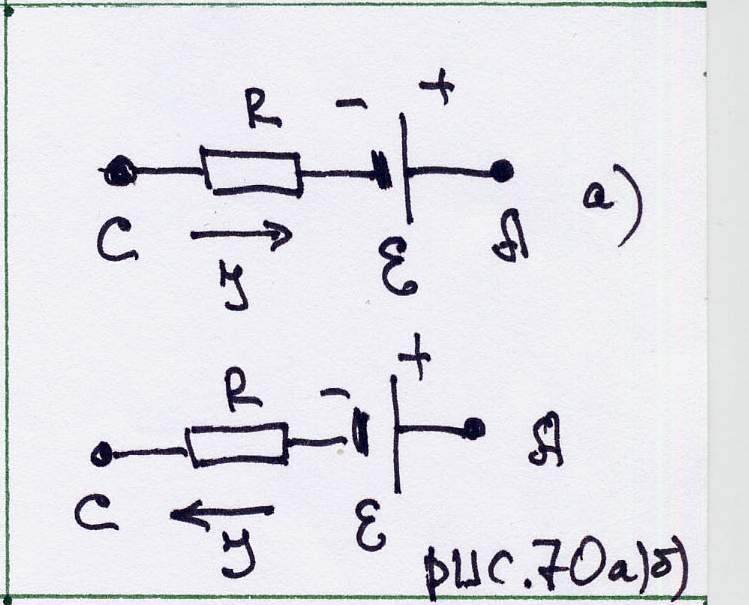 R - +
C J ℰ A а)
R - +
C J ℰ A
рис. 70а)б)